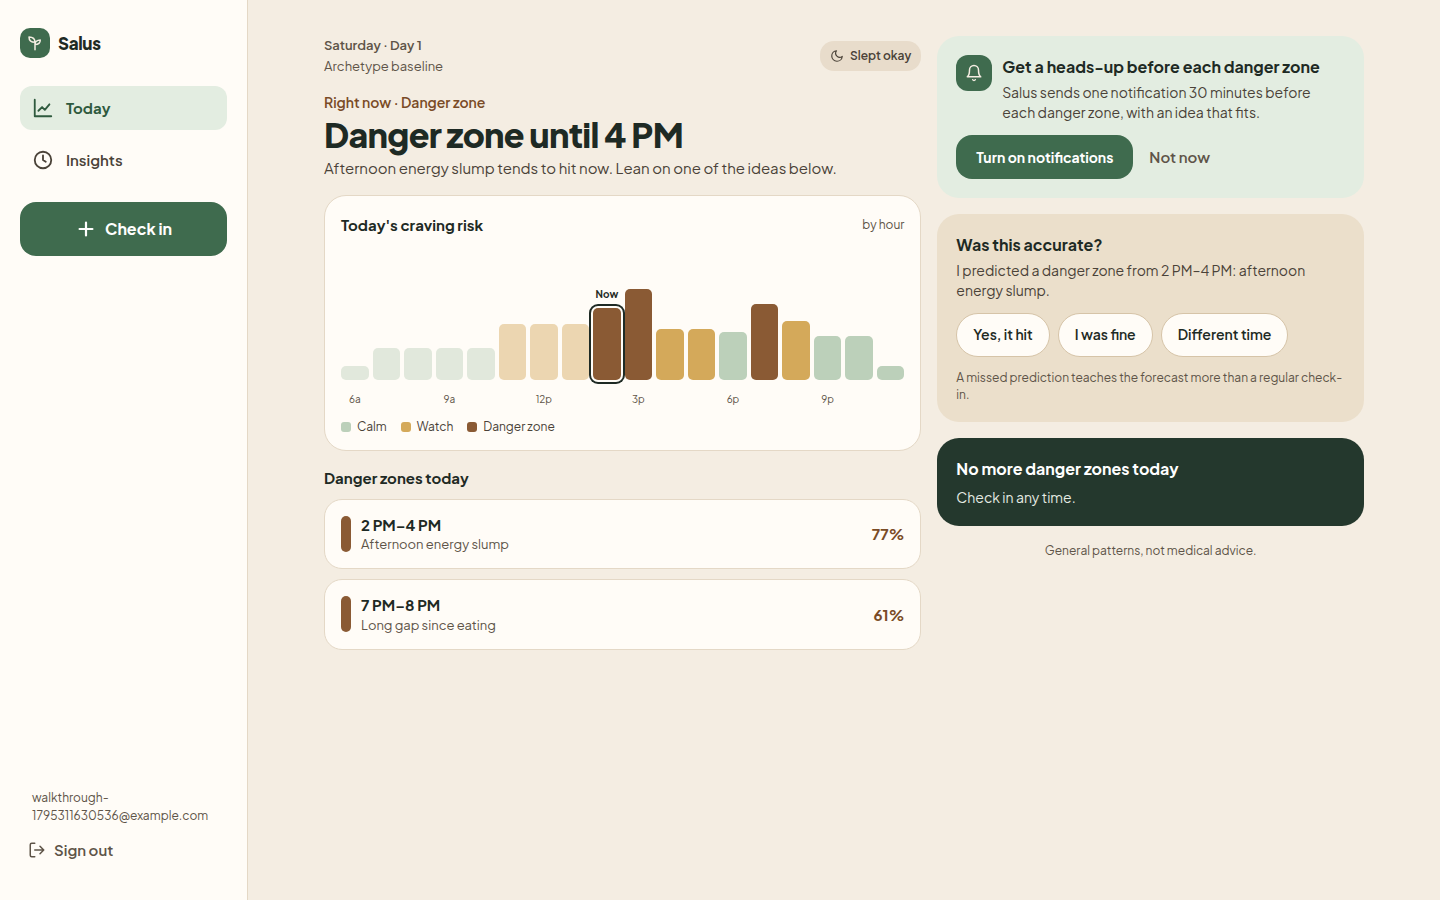 Salus
Today
Insights
Check in
walkthrough-
1795311630536@example.com
Sign out
Saturday · Day 1
Archetype baseline
Slept okay
Right now · Danger zone
Danger zone until 4 PM
Afternoon energy slump tends to hit now. Lean on one of the ideas below.
Today's craving risk
by hour
Now
6a 9a 12p 3p 6p 9p
Calm Watch Danger zone
Danger zones today
2 PM–4 PM
Afternoon energy slump
77%
7 PM–8 PM
Long gap since eating
61%
Get a heads-up before each danger zone
Salus sends one notification 30 minutes before
each danger zone, with an idea that fits.
Turn on notifications
Not now
Was this accurate?
I predicted a danger zone from 2 PM–4 PM: afternoon
energy slump.
Yes, it hit
I was fine
Different time
A missed prediction teaches the forecast more than a regular check-
in.
No more danger zones today
Check in any time.
General patterns, not medical advice.